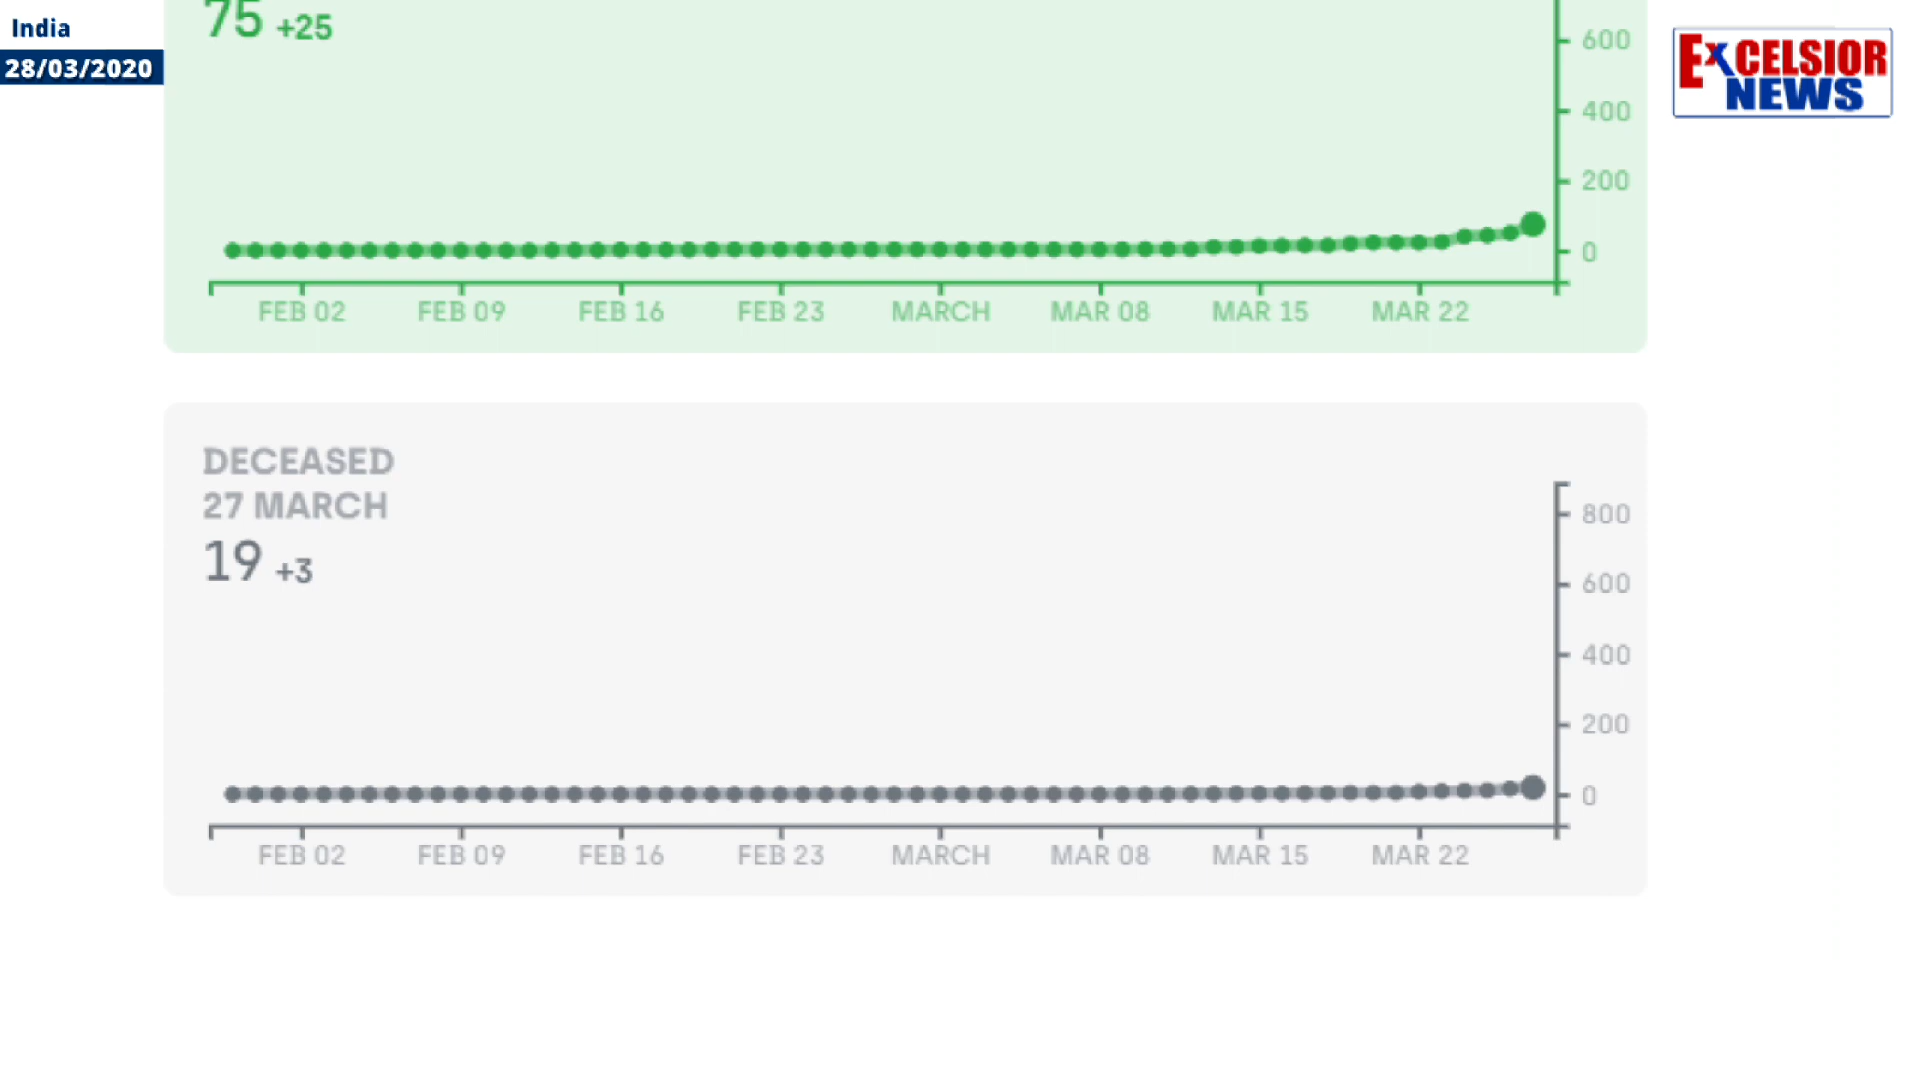 India
28/03/2020
75 +25
600
400
200
0
FEB 02 FEB 09 FEB 16 FEB 23 MARCH MAR 08 MAR 15 MAR 22
EXCELSIOR
NEWS
DECEASED
27 MARCH
19 +3
800
600
400
200
0
FEB 02 FEB 09 FEB 16 FEB 23 MARCH MAR 08 MAR 15 MAR 22